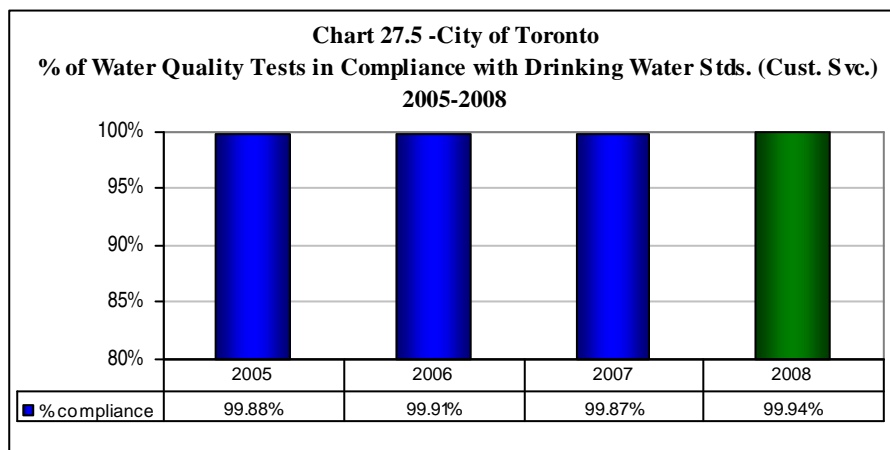 Chart 27.5 -City of Toronto
% of Water Quality Tests in Compliance with Drinking Water Stds. (Cust. Svc.)
2005-2008
100%
95%
90%
85%
80%
2005 2006 2007 2008
% compliance 99.88% 99.91% 99.87% 99.94%